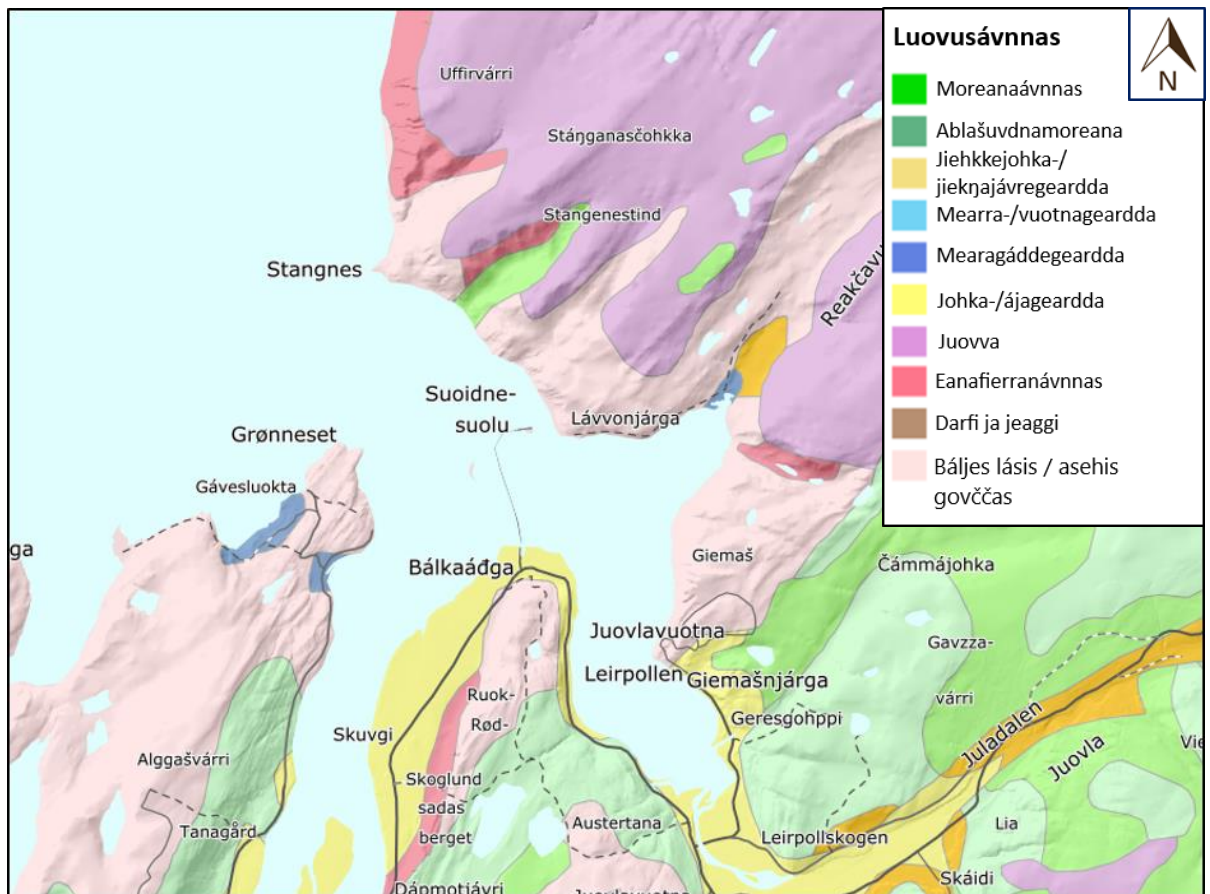 Luovusávnnas
N
Moreanaávnnas
Ablašuvdnamoreana
Jiehkkejohka-/
jiekŋajávregeardda
Mearra-/vuotnageardda
Mearagáddegeardda
Johka-/ájageardda
Juovva
Eanafierranávnnas
Darfi ja jeaggi
Báljes lásis / asehis
govččas
Uffirvárri
Stáŋganasčohkka
Stangenestind
Stangnes
Reakčavu
Suoidne-
suolu
Lávvonjárga
Grønneset
Gávesluokta
ga
Bálkaáđga
Giemaš
Čámmájohka
Juovlavuotna
Leirpollen
Giemašnjárga
Gavzza-
várri
Ruok-
Rød-
Geresgohppi
Skuvgi
Juladalen
Juovla
Vie
Alggašvárri
Skoglund
sadas
berget
Tanagård
Austertana
Leirpollskogen
Lia
Skáidi
Dápmotjávri
Juovlavuotna